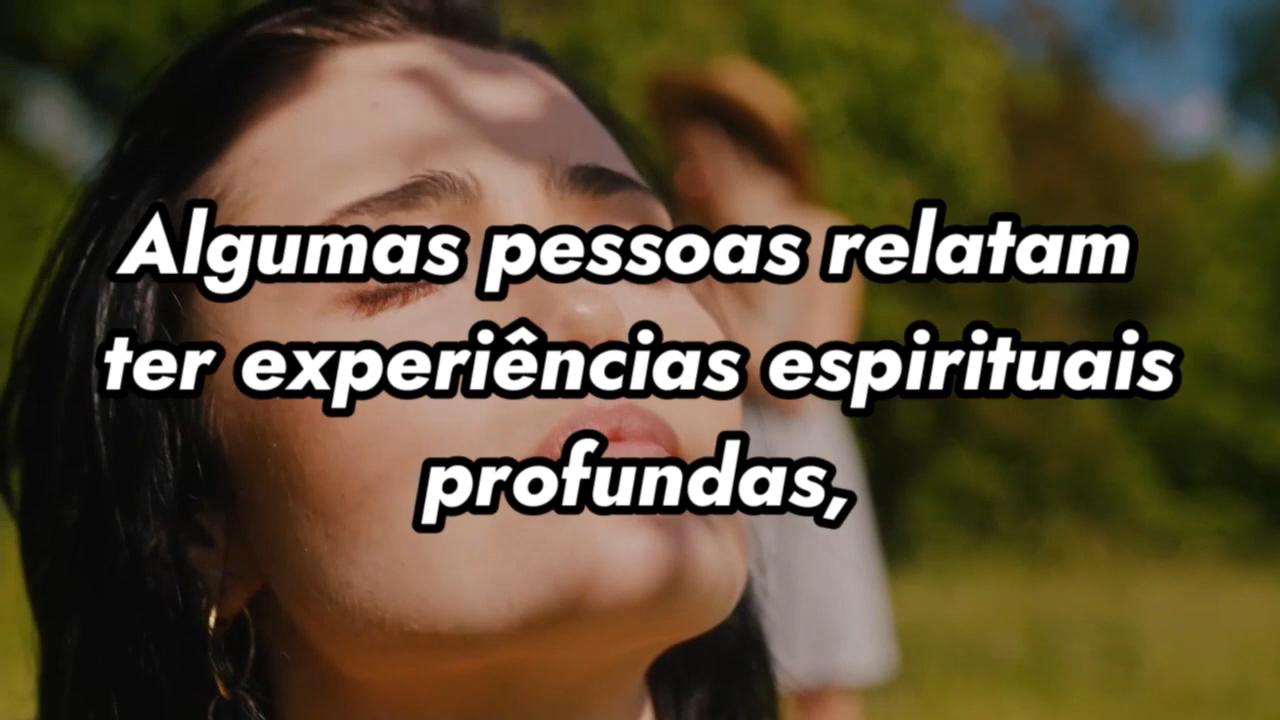 Algumas pessoas relatam
ter experiências espirituais
profundas,